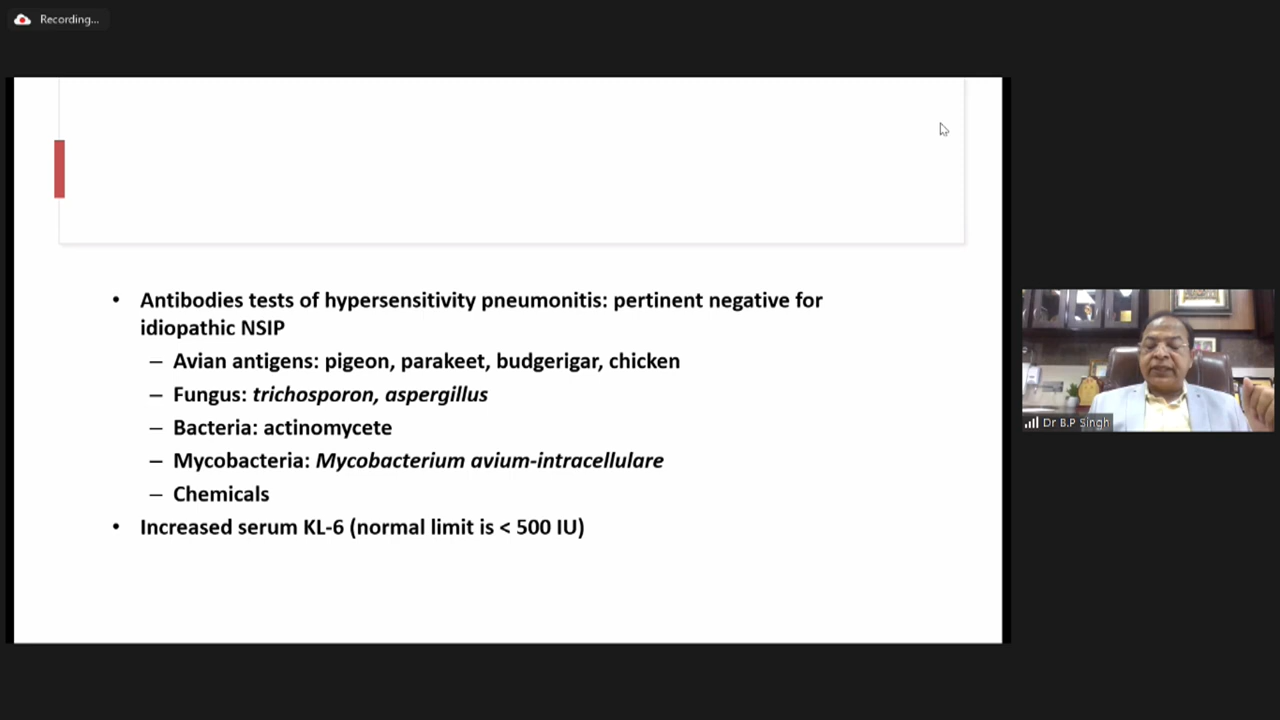 Recording...
• Antibodies tests of hypersensitivity pneumonitis: pertinent negative for
idiopathic NSIP
– Avian antigens: pigeon, parakeet, budgerigar, chicken
– Fungus: trichosporon, aspergillus
– Bacteria: actinomycete
– Mycobacteria: Mycobacterium avium-intracellulare
– Chemicals
• Increased serum KL-6 (normal limit is < 500 IU)
Dr B.P Singh